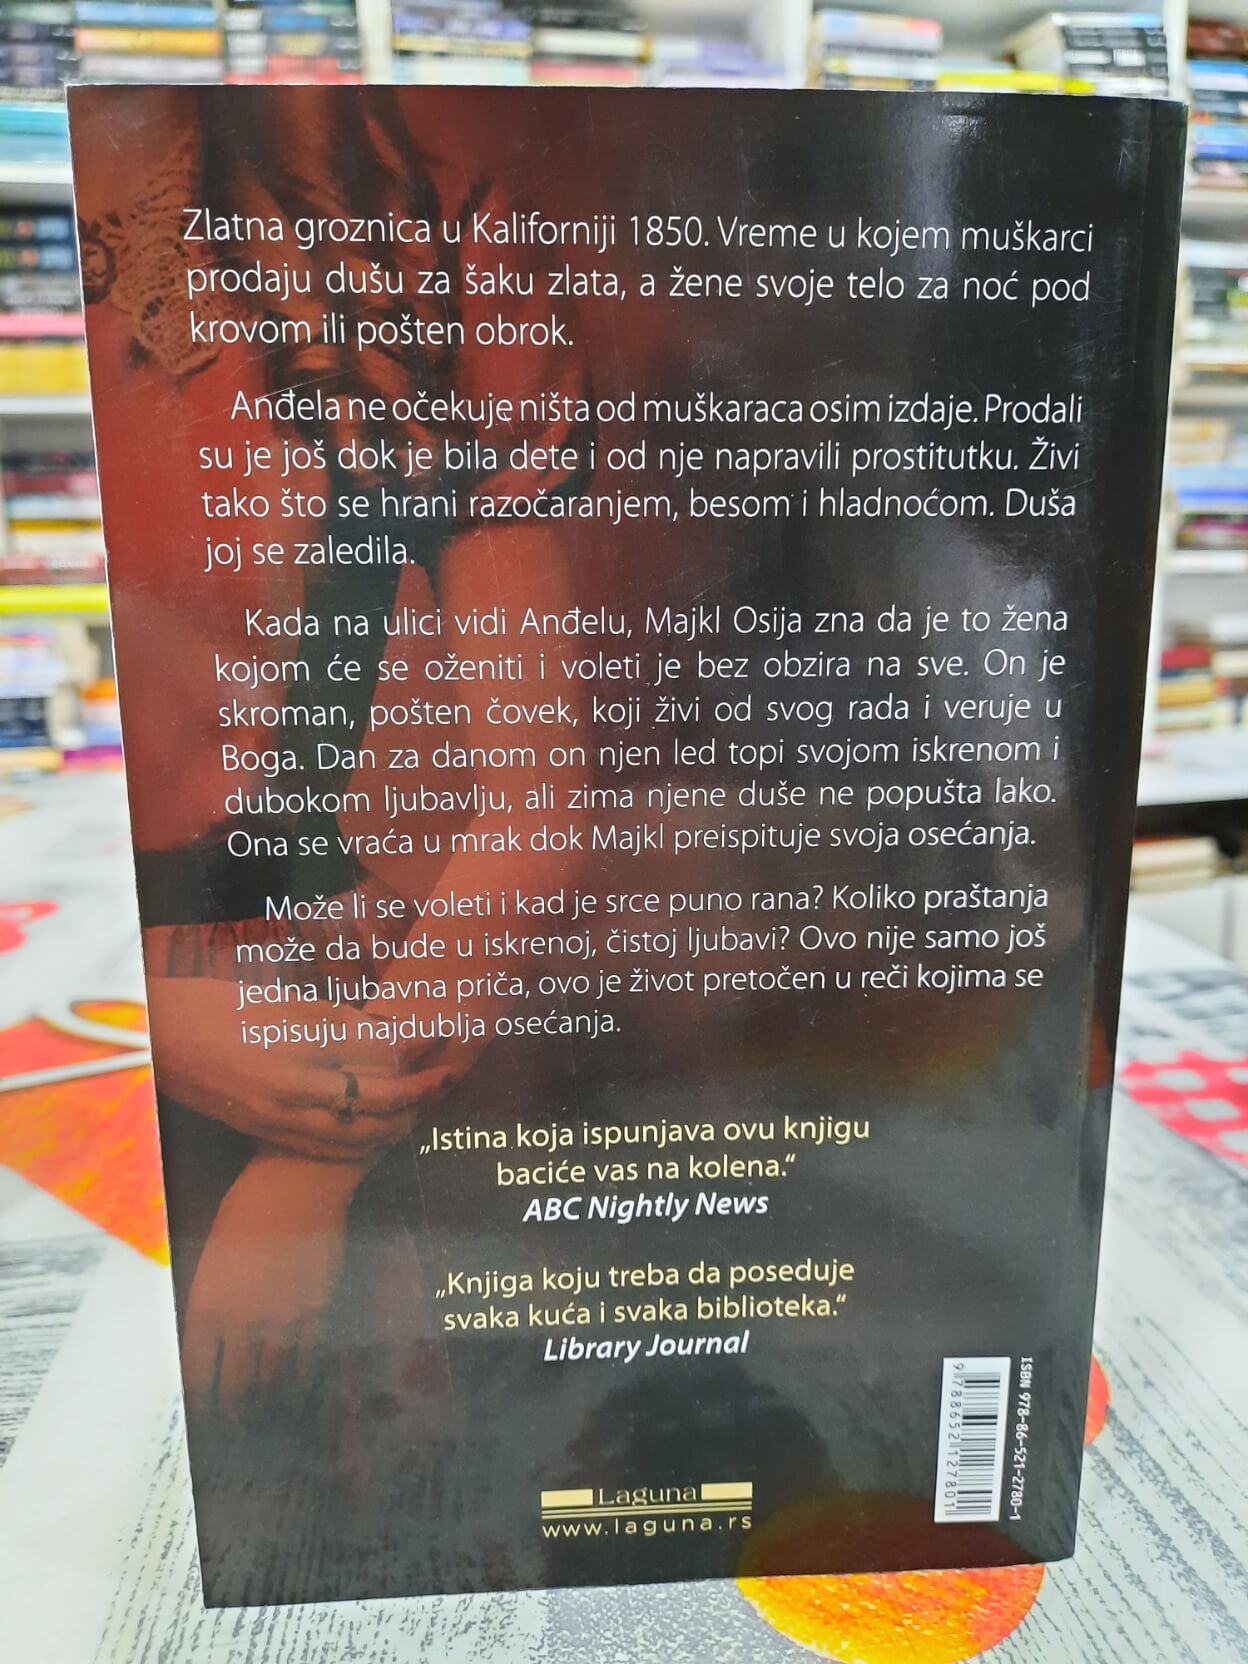 Zlatna groznica u Kaliforniji 1850. Vreme u kojem muškarci
prodaju dušu za šaku zlata, a žene svoje telo za noć pod
krovom ili pošten obrok.
Anđela ne očekuje ništa od muškaraca osim izdaje. Prodali
su je još dok je bila dete i od nje napravili prostitutku. Živi
tako što se hrani razočaranjem, besom i hladnoćom. Duša
joj se zaledila.
Kada na ulici vidi Anđelu, Majkl Osija zna da je to žena
kojom će se oženiti i voleti je bez obzira na sve. On je
skroman, pošten čovek, koji živi od svog rada i veruje u
Boga. Dan za danom on njen led topi svojom iskrenom i
dubokom ljubavlju, ali zima njene duše ne popušta lako.
Ona se vraća u mrak dok Majkl preispituje svoja osećanja.
Može li se voleti i kad je srce puno rana? Koliko praštanja
može da bude u iskrenoj, čistoj ljubavi? Ovo nije samo još
jedna ljubavna priča, ovo je život pretočen u reči kojima se
ispisuju najdublja osećanja.
„Istina koja ispunjava ovu knjigu
baciće vas na kolena.“
ABC Nightly News
„Knjiga koju treba da poseduje
svaka kuća i svaka biblioteka.“
Library Journal
ISBN 978-86-521-2780-1
9788652127801
Laguna
www.laguna.rs